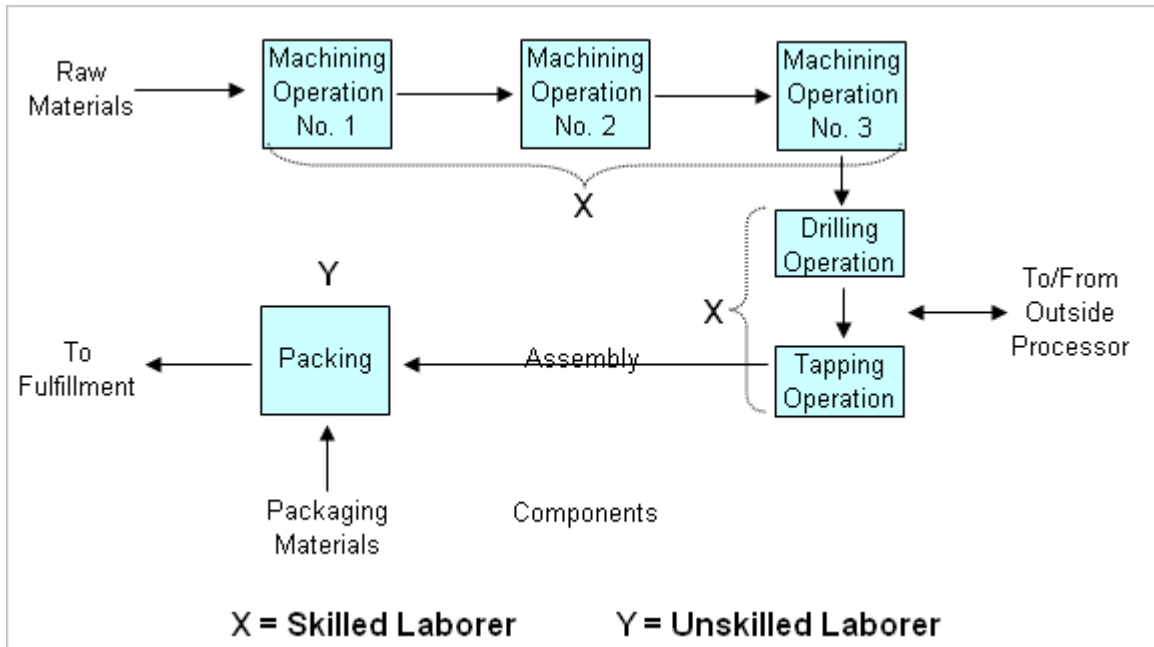 Raw
Materials
Machining
Operation
No. 1
Machining
Operation
No. 2
Machining
Operation
No. 3
X
Drilling
Operation
X
To/From
Outside
Processor
Tapping
Operation
Assembly
Y
Packing
To
Fulfillment
Packaging
Materials
Components
X = Skilled Laborer
Y = Unskilled Laborer